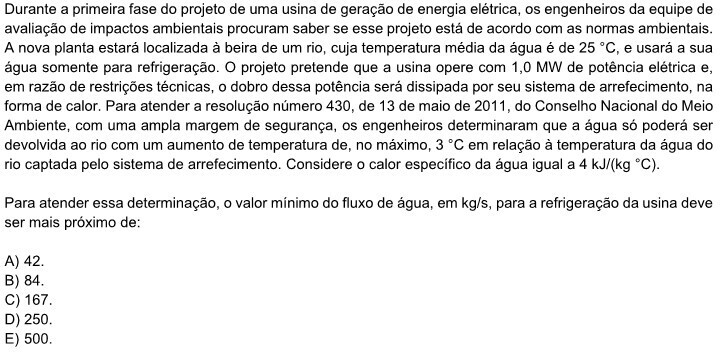 Durante a primeira fase do projeto de uma usina de geração de energia elétrica, os engenheiros da equipe de
avaliação de impactos ambientais procuram saber se esse projeto está de acordo com as normas ambientais.
A nova planta estará localizada à beira de um rio, cuja temperatura média da água é de 25 °C, e usará a sua
água somente para refrigeração. O projeto pretende que a usina opere com 1,0 MW de potência elétrica e,
em razão de restrições técnicas, o dobro dessa potência será dissipada por seu sistema de arrefecimento, na
forma de calor. Para atender a resolução número 430, de 13 de maio de 2011, do Conselho Nacional do Meio
Ambiente, com uma ampla margem de segurança, os engenheiros determinaram que a água só poderá ser
devolvida ao rio com um aumento de temperatura de, no máximo, 3 °C em relação à temperatura da água do
rio captada pelo sistema de arrefecimento. Considere o calor específico da água igual a 4 kJ/(kg °C).
Para atender essa determinação, o valor mínimo do fluxo de água, em kg/s, para a refrigeração da usina deve
ser mais próximo de:
A) 42.
B) 84.
C) 167.
D) 250.
E) 500.